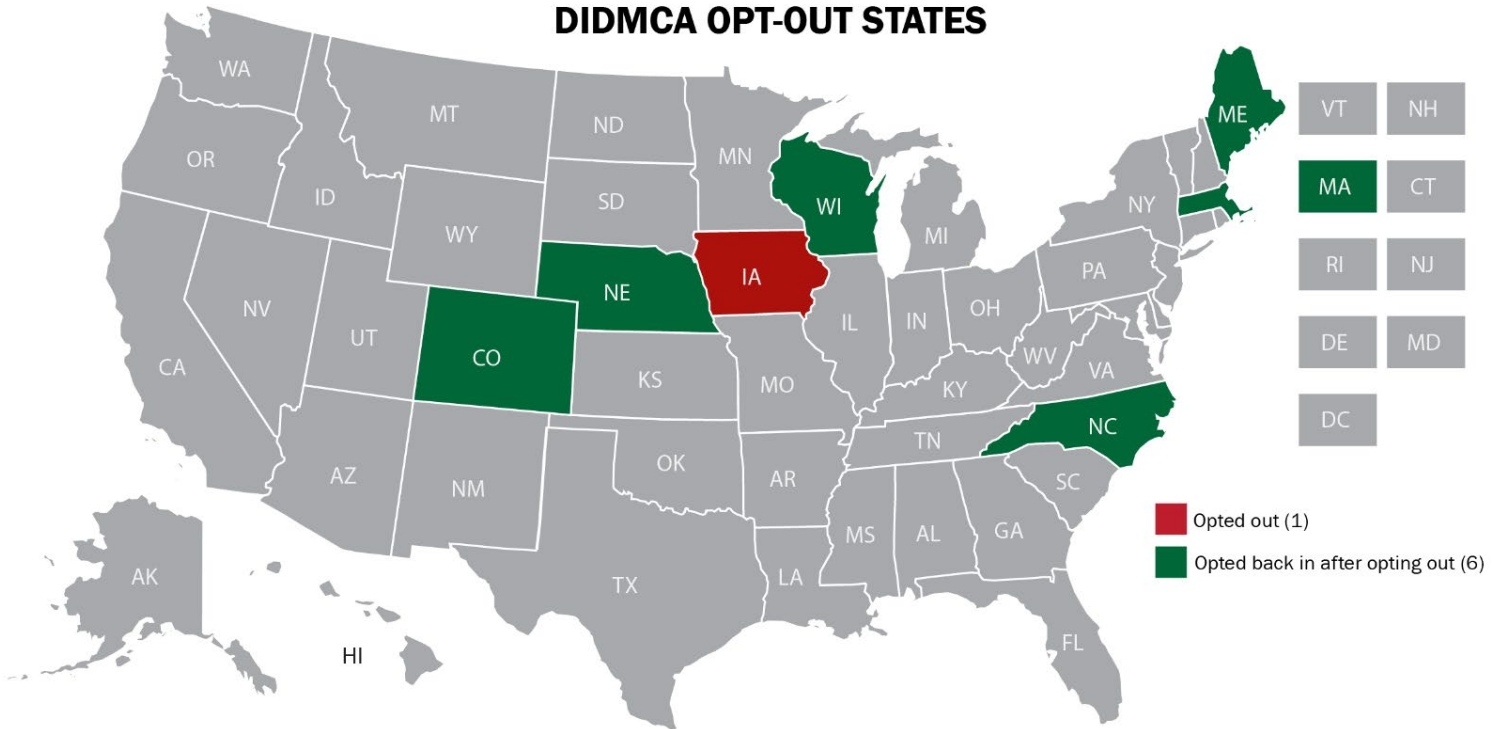 DIDMCA OPT-OUT STATES
WA
MT
ND
MN
OR
ID
SD
WY
WI
MI
NY
ME
VT NH
MA CT
RI NJ
DE MD
DC
NV
UT
CA
CO
NE
IA
IL
IN
OH
PA
KS
MO
KY
WV
VA
AZ
NM
OK
AR
TN
NC
SC
MS
AL
GA
TX
LA
FL
AK
HI
Opted out (1)
Opted back in after opting out (6)